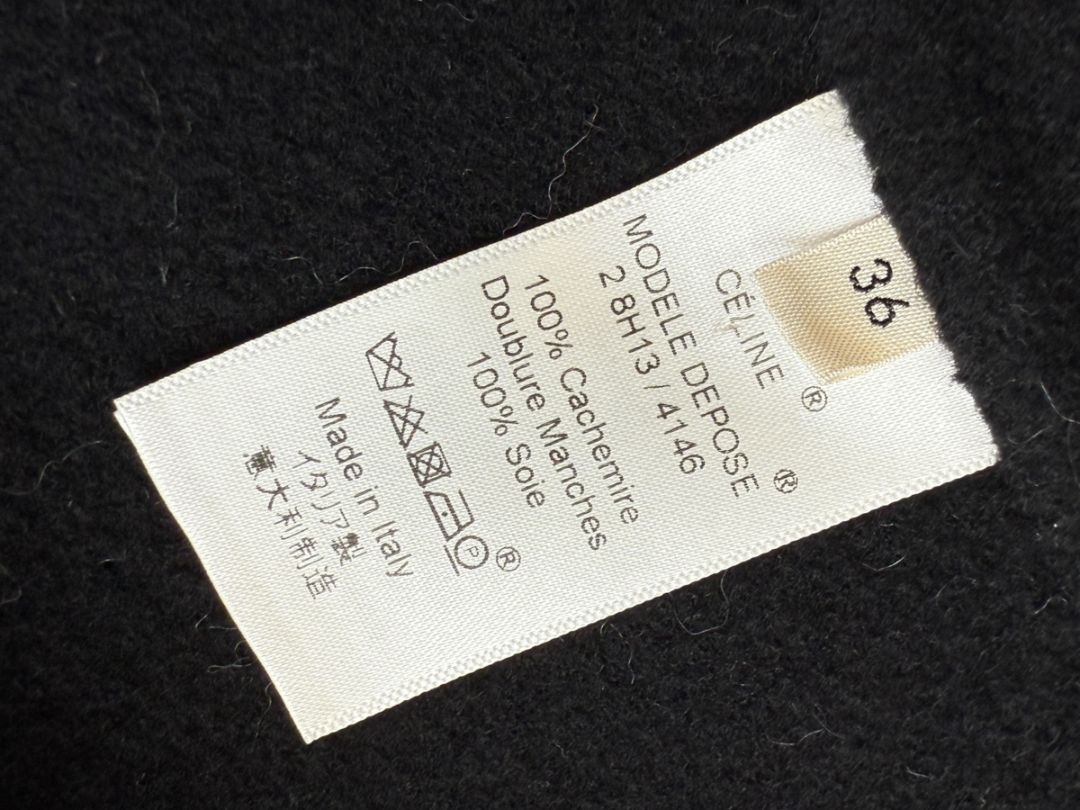 36
CÉLINE ®
MODELE DEPOSE ®
2 8H13 / 4146
100% Cachemire
Doublure Manches
100% Soie
P ®
Made in Italy
イタリア製
意大利制造